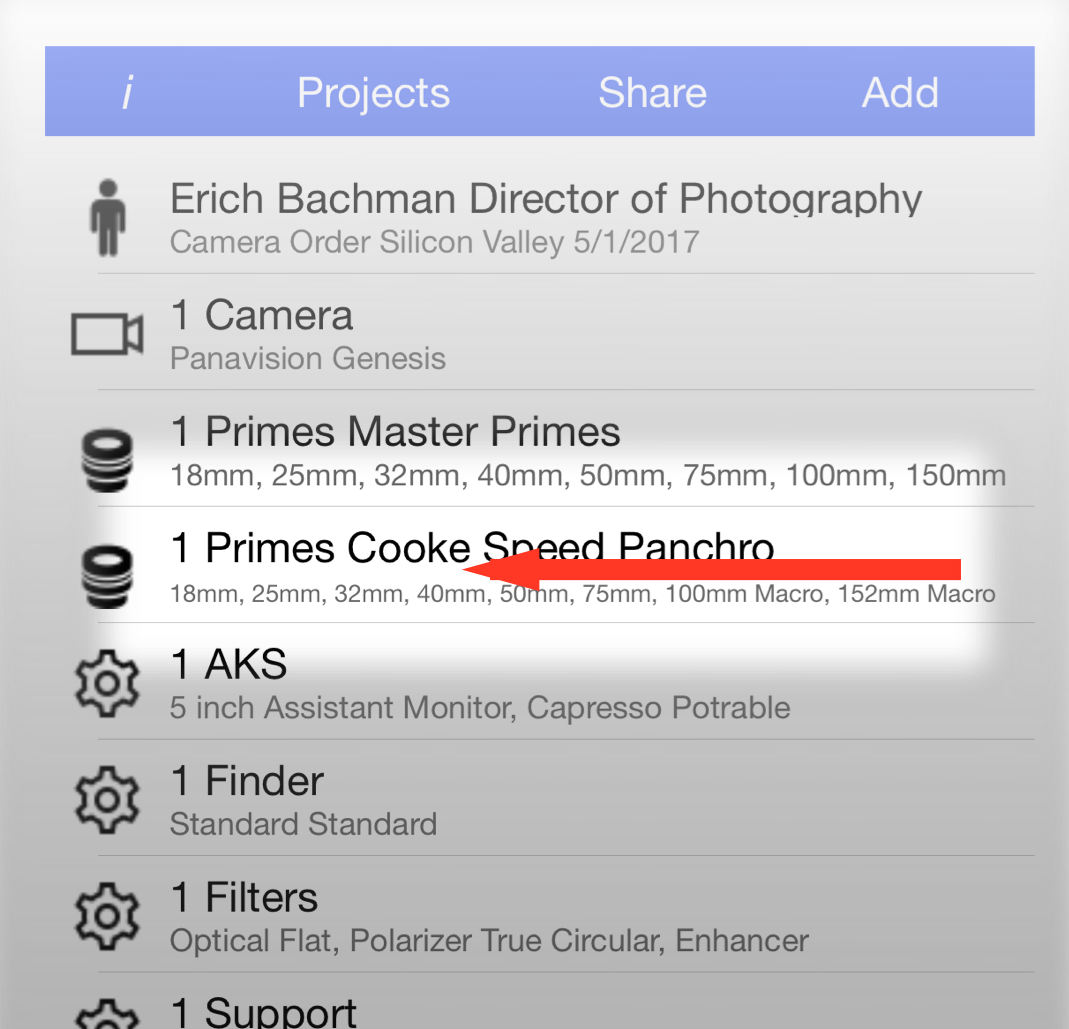 i Projects Share Add
Erich Bachman Director of Photography
Camera Order Silicon Valley 5/1/2017
1 Camera
Panavision Genesis
1 Primes Master Primes
18mm, 25mm, 32mm, 40mm, 50mm, 75mm, 100mm, 150mm
1 Primes Cooke Speed Panchro
18mm, 25mm, 32mm, 40mm, 50mm, 75mm, 100mm Macro, 152mm Macro
1 AKS
5 inch Assistant Monitor, Capresso Potrable
1 Finder
Standard Standard
1 Filters
Optical Flat, Polarizer True Circular, Enhancer
1 Support